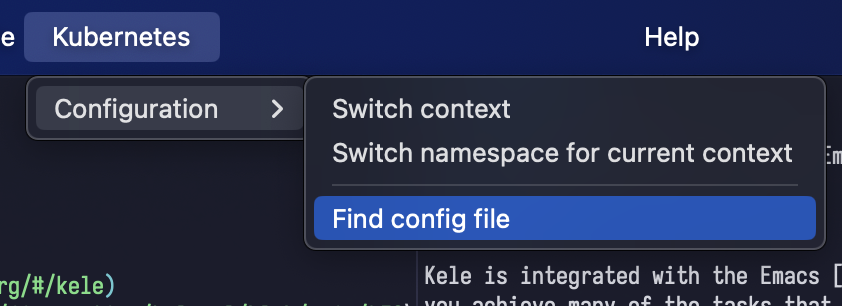 e Kubernetes Help
Configuration
Switch context
Switch namespace for current context
Find config file
rg/#/kele)
Kele is integrated with the Emacs [
you achieve many of the tasks that